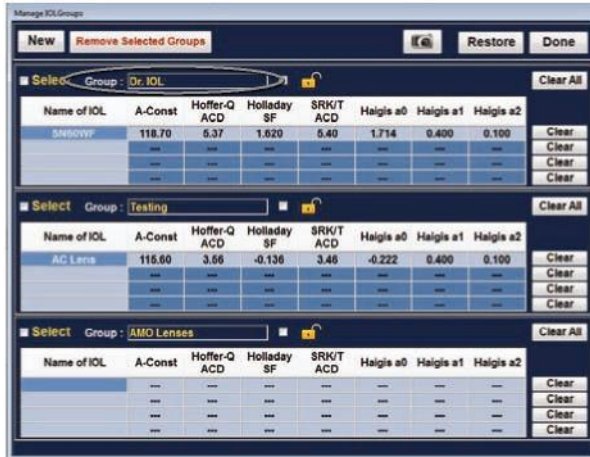 Manage IOLGroups
New Remove Selected Groups Restore Done
Select Group : Dr. IOL Clear All
Name of IOL A-Const Hoffer-Q ACD Holladay SF SRK/T ACD Haigis a0 Haigis a1 Haigis a2
SN60WF 118.70 5.37 1.620 5.40 1.714 0.400 0.100 Clear
--- --- --- --- --- --- --- Clear
--- --- --- --- --- --- --- Clear
--- --- --- --- --- --- --- Clear
Select Group : Testing Clear All
Name of IOL A-Const Hoffer-Q ACD Holladay SF SRK/T ACD Haigis a0 Haigis a1 Haigis a2
AC Lens 115.60 3.56 -0.136 3.46 -0.222 0.400 0.100 Clear
--- --- --- --- --- --- --- Clear
--- --- --- --- --- --- --- Clear
--- --- --- --- --- --- --- Clear
Select Group : AMO Lenses Clear All
Name of IOL A-Const Hoffer-Q ACD Holladay SF SRK/T ACD Haigis a0 Haigis a1 Haigis a2
--- --- --- --- --- --- --- Clear
--- --- --- --- --- --- --- Clear
--- --- --- --- --- --- --- Clear